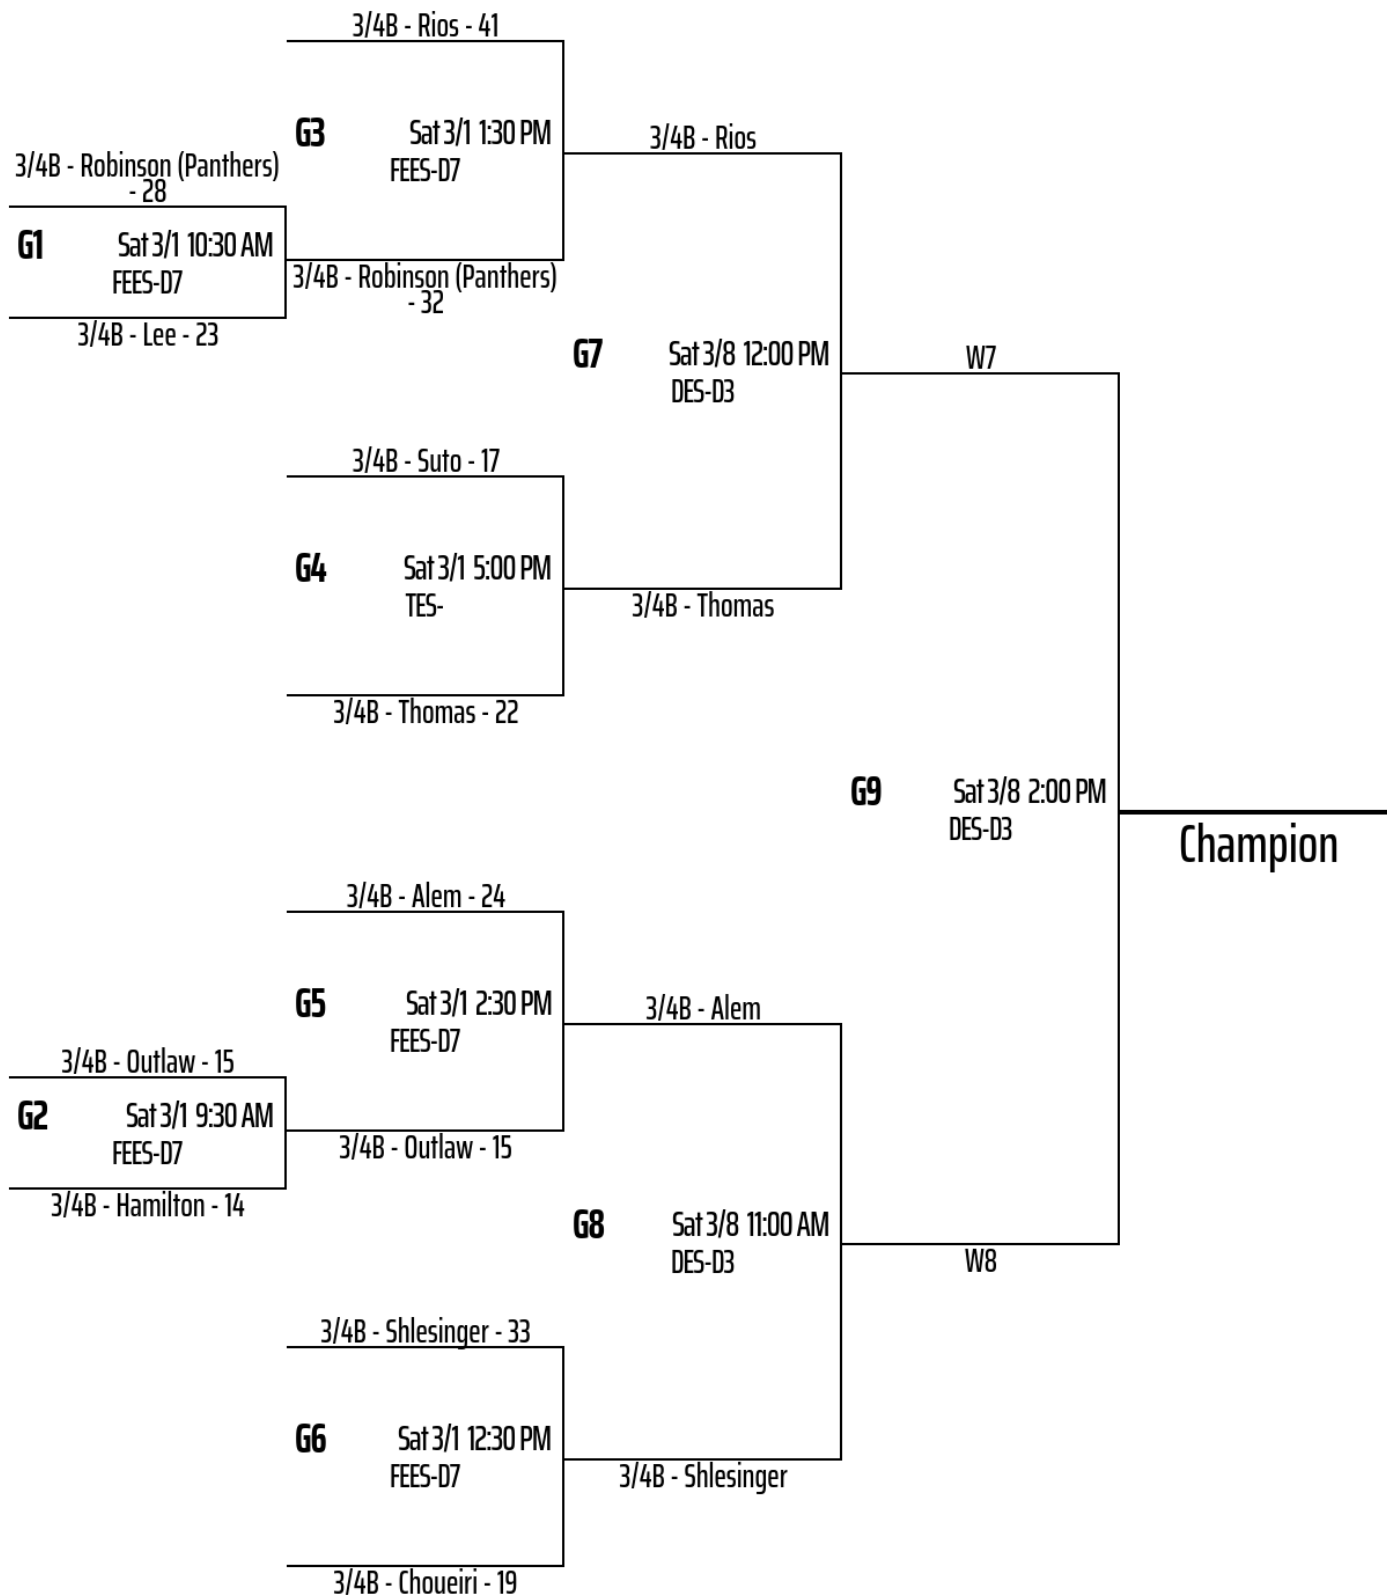 3/4B - Rios - 41
G3 Sat 3/1 1:30 PM
FEES-D7
3/4B - Rios
3/4B - Robinson (Panthers)
- 28
G1 Sat 3/1 10:30 AM
FEES-D7
3/4B - Robinson (Panthers)
- 32
3/4B - Lee - 23
G7 Sat 3/8 12:00 PM
DES-D3
W7
3/4B - Suto - 17
G4 Sat 3/1 5:00 PM
TES-
3/4B - Thomas
3/4B - Thomas - 22
G9 Sat 3/8 2:00 PM
DES-D3
Champion
3/4B - Alem - 24
G5 Sat 3/1 2:30 PM
FEES-D7
3/4B - Alem
3/4B - Outlaw - 15
G2 Sat 3/1 9:30 AM
FEES-D7
3/4B - Outlaw - 15
3/4B - Hamilton - 14
G8 Sat 3/8 11:00 AM
DES-D3
W8
3/4B - Shlesinger - 33
G6 Sat 3/1 12:30 PM
FEES-D7
3/4B - Shlesinger
3/4B - Choueiri - 19